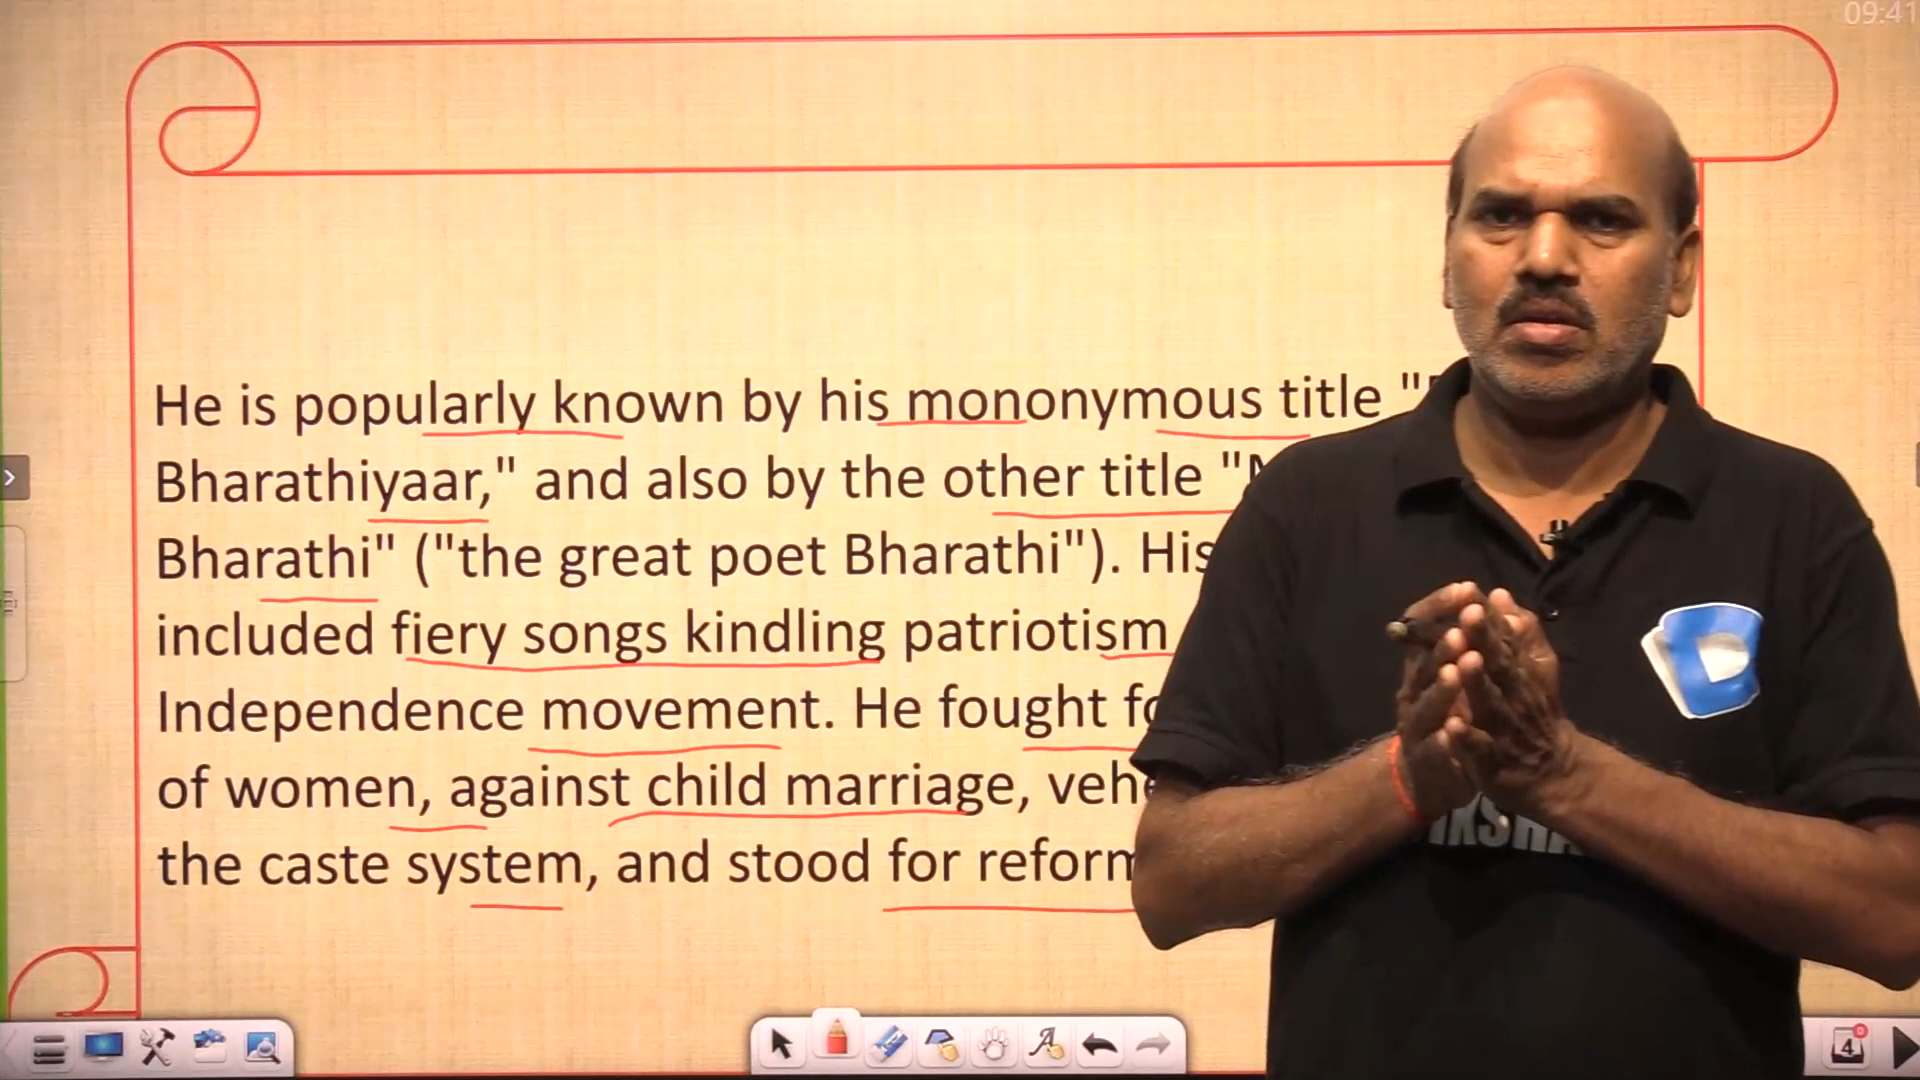 09:41
He is popularly known by his mononymous title "
Bharathiyaar," and also by the other title "
Bharathi" ("the great poet Bharathi"). His
included fiery songs kindling patriotism
Independence movement. He fought
of women, against child marriage,
the caste system, and stood for reform
4